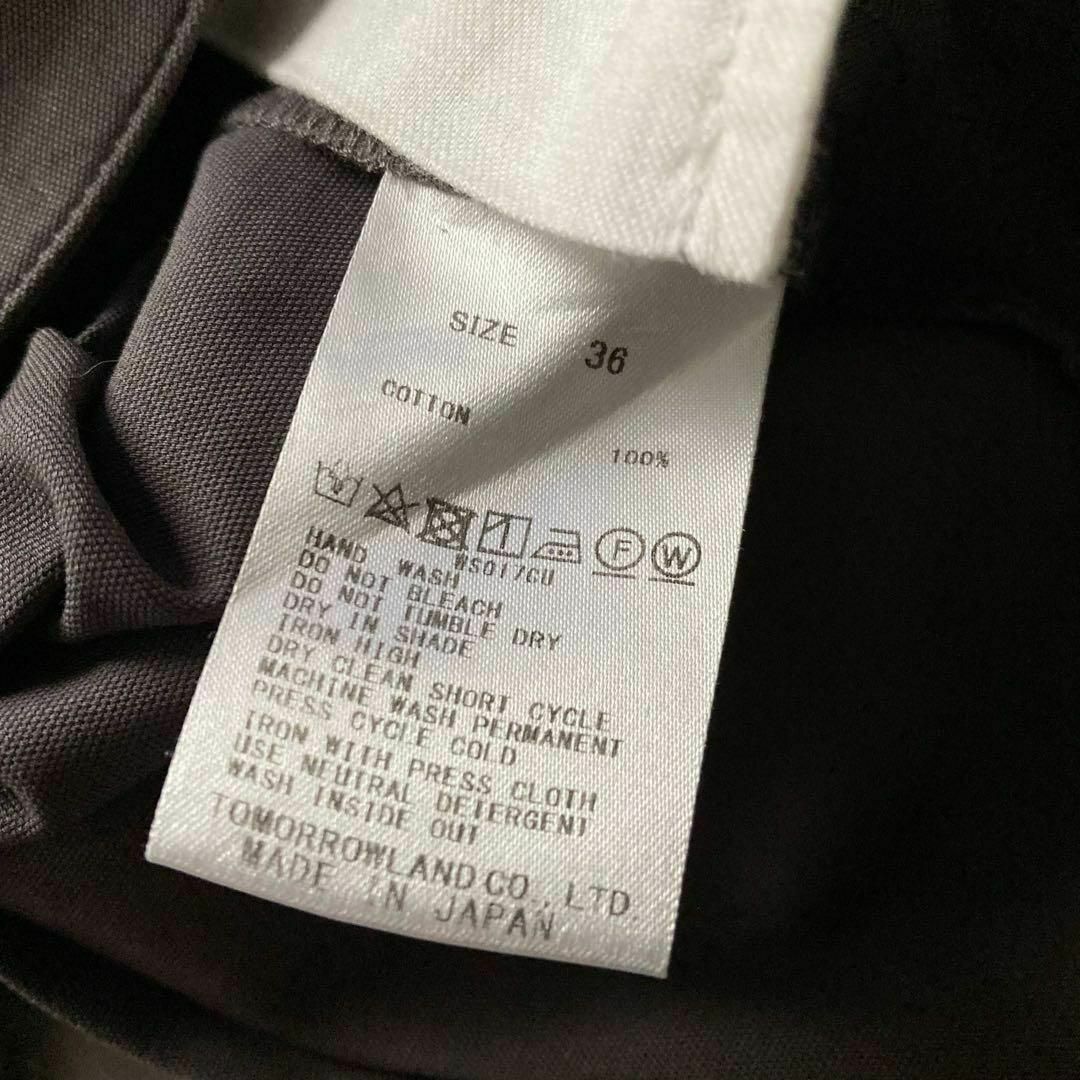 SIZE 36
COTTON 100%
F W
WS017CU
HAND WASH
DO NOT BLEACH
DO NOT TUMBLE DRY
DRY IN SHADE
IRON HIGH
DRY CLEAN SHORT CYCLE
MACHINE WASH PERMANENT
PRESS CYCLE COLD
IRON WITH PRESS CLOTH
USE NEUTRAL DETERGENT
WASH INSIDE OUT
TOMORROWLAND CO., LTD.
MADE IN JAPAN